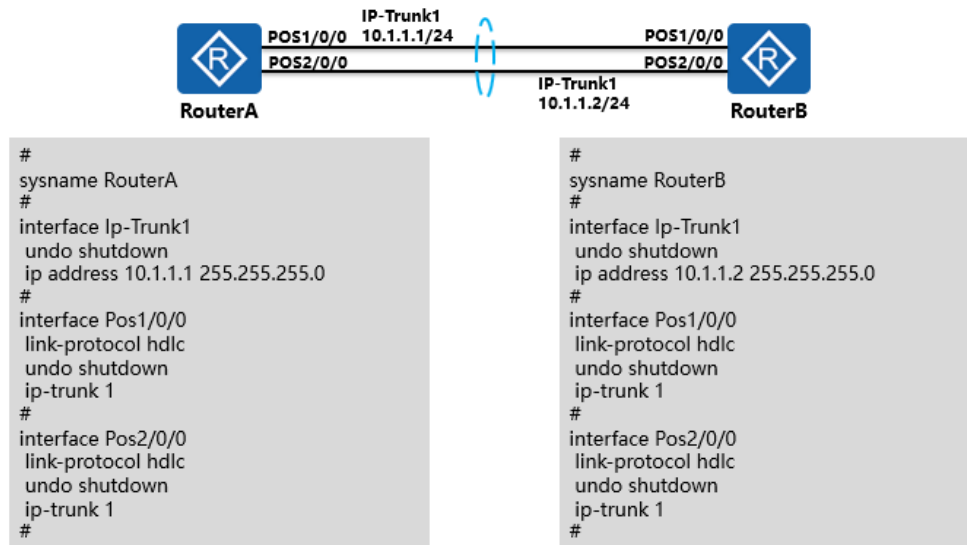 IP-Trunk1
10.1.1.1/24
POS1/0/0
POS1/0/0
POS2/0/0
POS2/0/0
IP-Trunk1
10.1.1.2/24
R
R
RouterA
RouterB
#
sysname RouterA
#
interface Ip-Trunk1
undo shutdown
ip address 10.1.1.1 255.255.255.0
#
interface Pos1/0/0
link-protocol hdlc
undo shutdown
ip-trunk 1
#
interface Pos2/0/0
link-protocol hdlc
undo shutdown
ip-trunk 1
#
#
sysname RouterB
#
interface Ip-Trunk1
undo shutdown
ip address 10.1.1.2 255.255.255.0
#
interface Pos1/0/0
link-protocol hdlc
undo shutdown
ip-trunk 1
#
interface Pos2/0/0
link-protocol hdlc
undo shutdown
ip-trunk 1
#